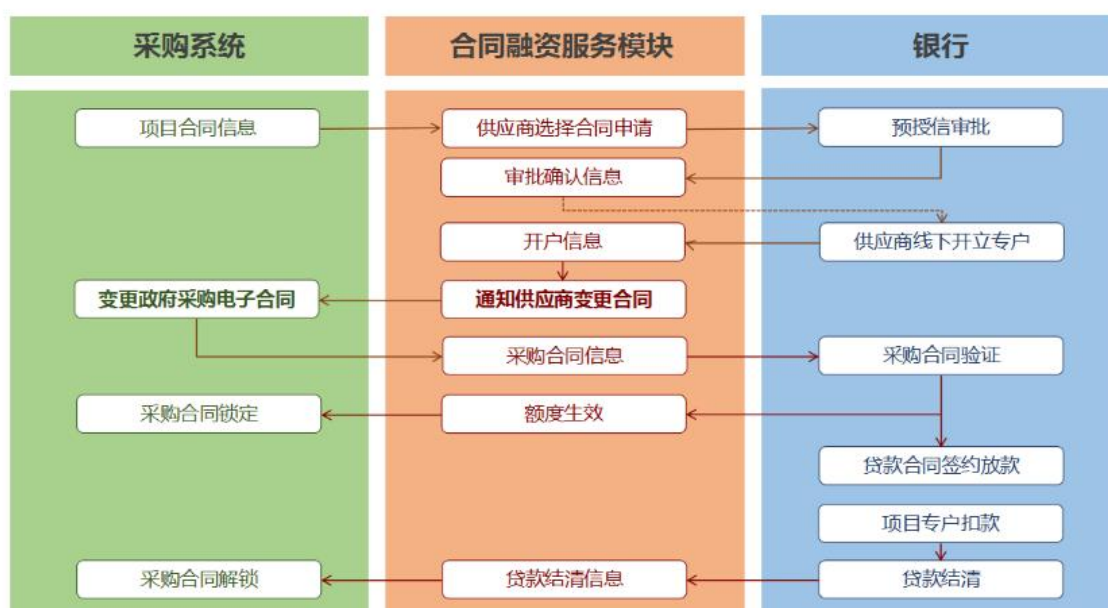 采购系统
合同融资服务模块
银行
项目合同信息
供应商选择合同申请
预授信审批
审批确认信息
开户信息
供应商线下开立专户
变更政府采购电子合同
通知供应商变更合同
采购合同信息
采购合同验证
采购合同锁定
额度生效
贷款合同签约放款
项目专户扣款
采购合同解锁
贷款结清信息
贷款结清